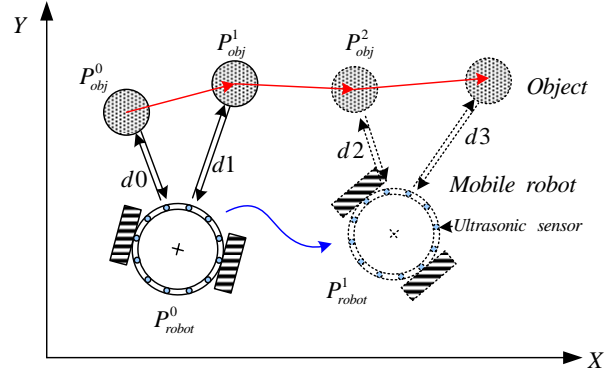 Y
P_obj^0
P_obj^1
P_obj^2
Object
d0
d1
d2
d3
Mobile robot
Ultrasonic sensor
P_robot^0
P_robot^1
X